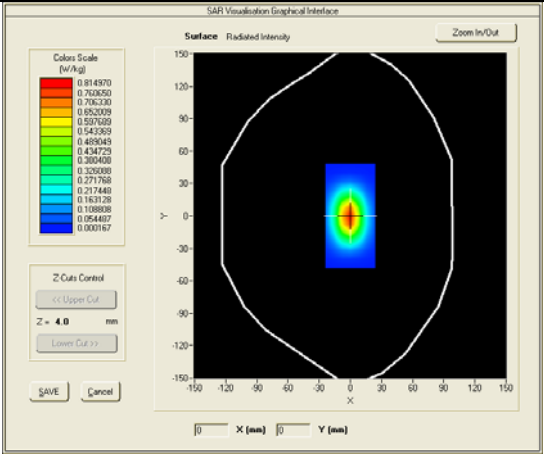 SAR Visualisation Graphical Interface
Surface Radiated Intensity
Zoom In/Out
Colors Scale
(W/kg)
0.814970
0.760650
0.706330
0.652009
0.597689
0.543369
0.489049
0.434729
0.380408
0.326088
0.271768
0.217448
0.163128
0.108808
0.054487
0.000167
Z-Cuts Control
<< Upper Cut
Z = 4.0 mm
Lower Cut >>
SAVE Cancel
150
120
90
60
30
0
-30
-60
-90
-120
-150
Y
-150 -120 -90 -60 -30 0 30 60 90 120 150
X
0 X (mm) 0 Y (mm)